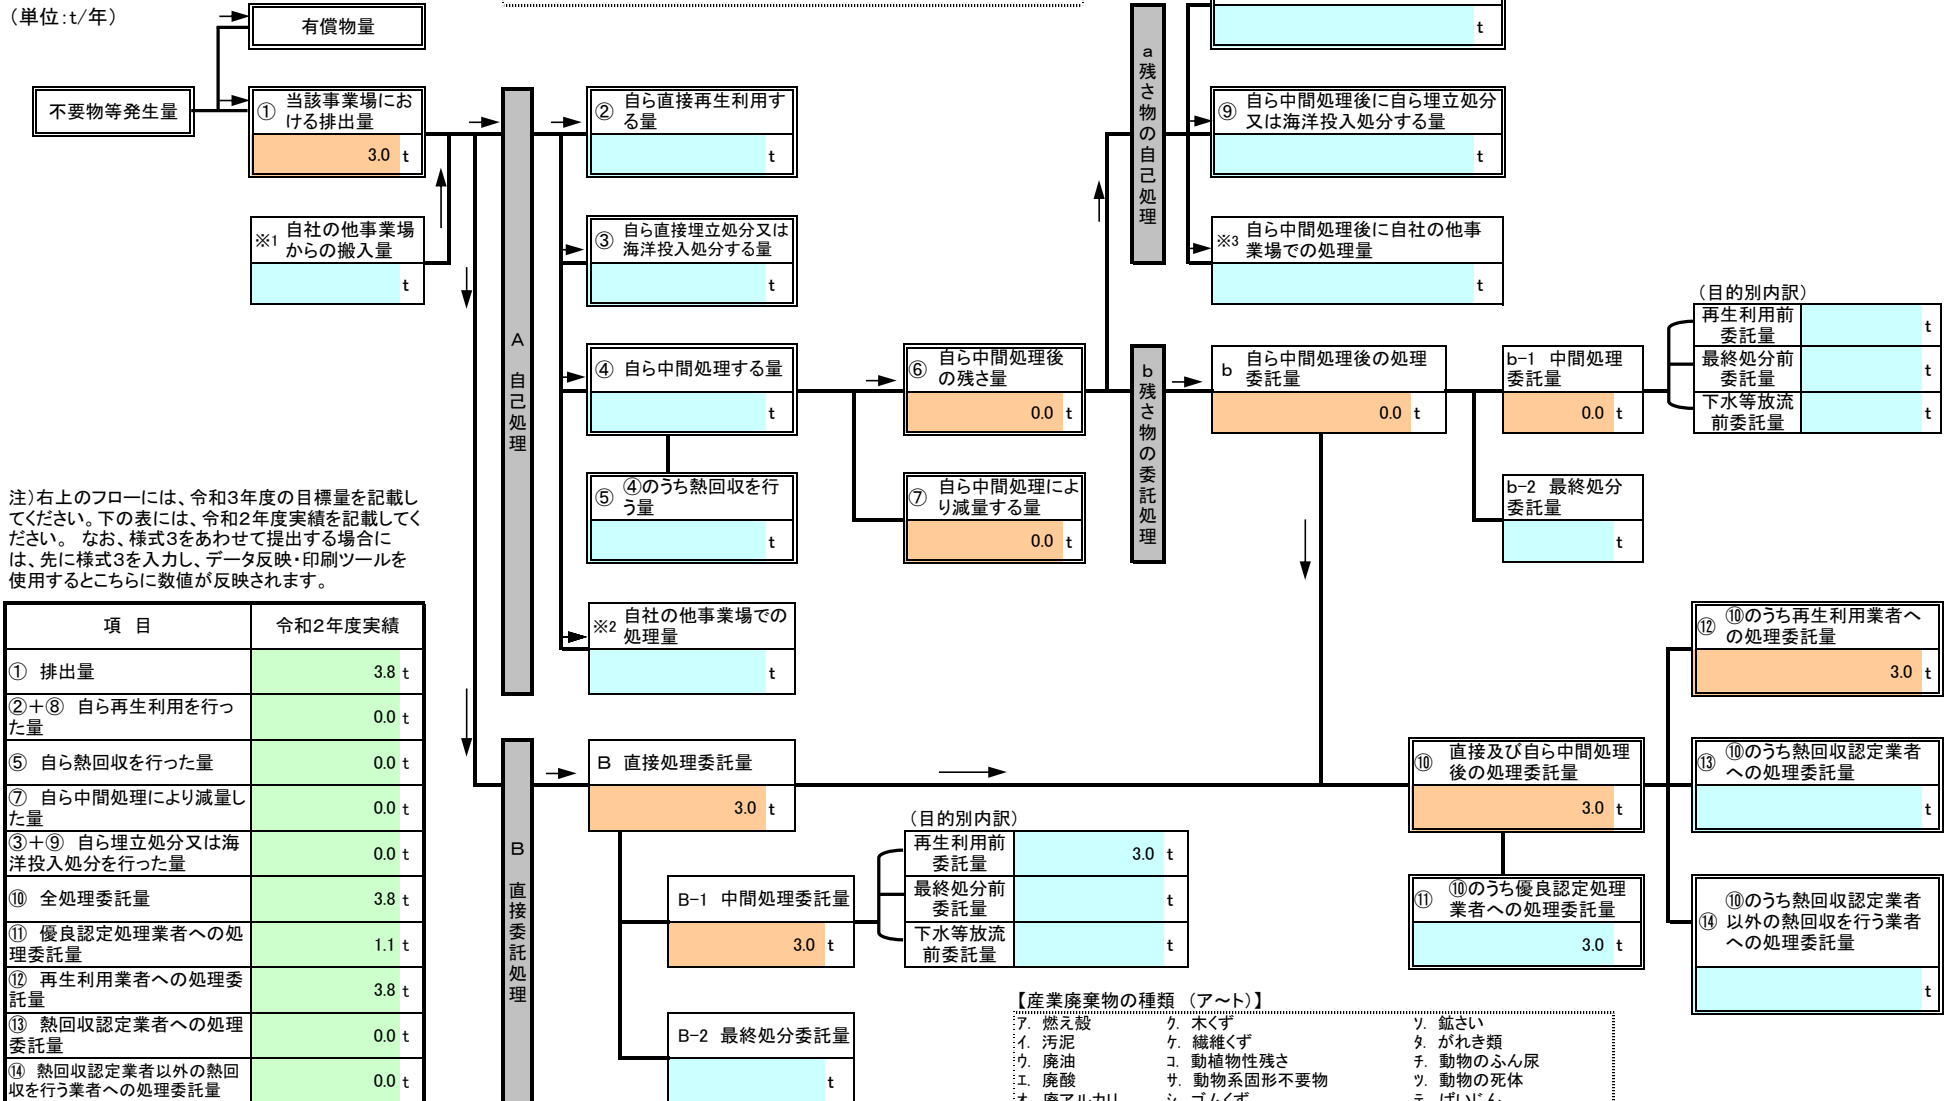 (単位:t/年)
有償物量
不要物等発生量
① 当該事業場にお
ける排出量
3.0 t
※1 自社の他事業場
からの搬入量
t
A 自己処理
② 自ら直接再生利用す
る量
t
③ 自ら直接埋立処分又は
海洋投入処分する量
t
④ 自ら中間処理する量
t
⑤ ④のうち熱回収を行
う量
t
※2 自社の他事業場での
処理量
t
⑥ 自ら中間処理後
の残さ量
0.0 t
⑦ 自ら中間処理によ
り減量する量
0.0 t
a 残さ物の自己処理
t
⑨ 自ら中間処理後に自ら埋立処分
又は海洋投入処分する量
t
※3 自ら中間処理後に自社の他事
業場での処理量
t
b 残さ物の委託処理
b 自ら中間処理後の処理
委託量
0.0 t
b-1 中間処理
委託量
0.0 t
(目的別内訳)
再生利用前
委託量
t
最終処分前
委託量
t
下水等放流
前委託量
t
b-2 最終処分
委託量
t
注)右上のフローには、令和3年度の目標量を記載し
てください。下の表には、令和2年度実績を記載してく
ださい。 なお、様式3をあわせて提出する場合に
は、先に様式3を入力し、データ反映・印刷ツールを
使用するとこちらに数値が反映されます。
項 目 令和2年度実績
① 排出量 3.8 t
②+⑧ 自ら再生利用を行っ
た量 0.0 t
⑤ 自ら熱回収を行った量 0.0 t
⑦ 自ら中間処理により減量し
た量 0.0 t
③+⑨ 自ら埋立処分又は海
洋投入処分を行った量 0.0 t
⑩ 全処理委託量 3.8 t
⑪ 優良認定処理業者への処
理委託量 1.1 t
⑫ 再生利用業者への処理委
託量 3.8 t
⑬ 熱回収認定業者への処理
委託量 0.0 t
⑭ 熱回収認定業者以外の熱回
収を行う業者への処理委託量 0.0 t
B 直接委託処理
B 直接処理委託量
3.0 t
B-1 中間処理委託量
3.0 t
(目的別内訳)
再生利用前
委託量
3.0 t
最終処分前
委託量
t
下水等放流
前委託量
t
B-2 最終処分委託量
t
⑩ 直接及び自ら中間処理
後の処理委託量
3.0 t
⑪ ⑩のうち優良認定処理
業者への処理委託量
3.0 t
⑫ ⑩のうち再生利用業者へ
の処理委託量
3.0 t
⑬ ⑩のうち熱回収認定業者
への処理委託量
t
⑭ ⑩のうち熱回収認定業者
以外の熱回収を行う業者
への処理委託量
t
【産業廃棄物の種類 (ア~ト)】
ア. 燃え殻 ク. 木くず ソ. 鉱さい
イ. 汚泥 ケ. 繊維くず タ. がれき類
ウ. 廃油 コ. 動植物性残さ チ. 動物のふん尿
エ. 廃酸 サ. 動物系固形不要物 ツ. 動物の死体
オ. 廃アルカリ シ. ゴムくず テ. ばいじん